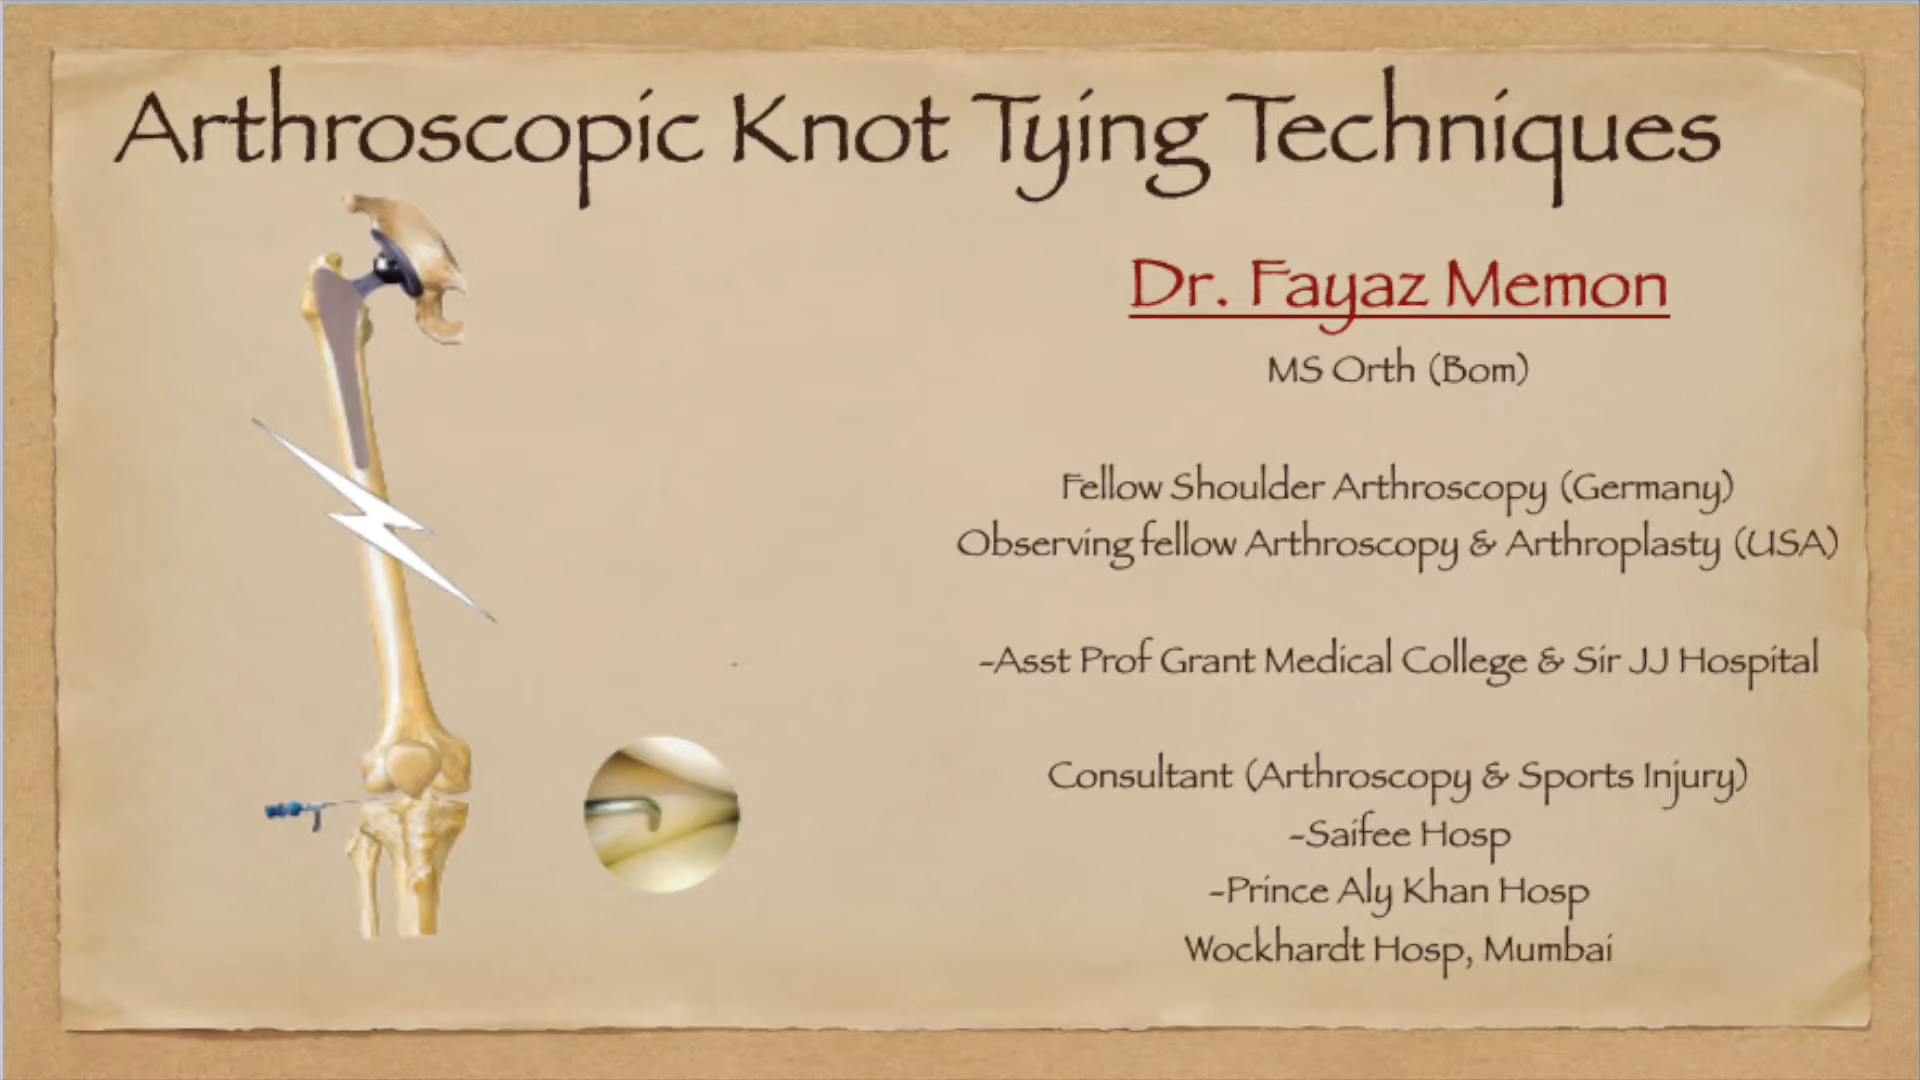 Arthroscopic Knot Tying Techniques
Dr. Fayaz Memon
MS Orth (Bom)
Fellow Shoulder Arthroscopy (Germany)
Observing fellow Arthroscopy & Arthroplasty (USA)
-Asst Prof Grant Medical College & Sir JJ Hospital
Consultant (Arthroscopy & Sports Injury)
-Saifee Hosp
-Prince Aly Khan Hosp
Wockhardt Hosp, Mumbai